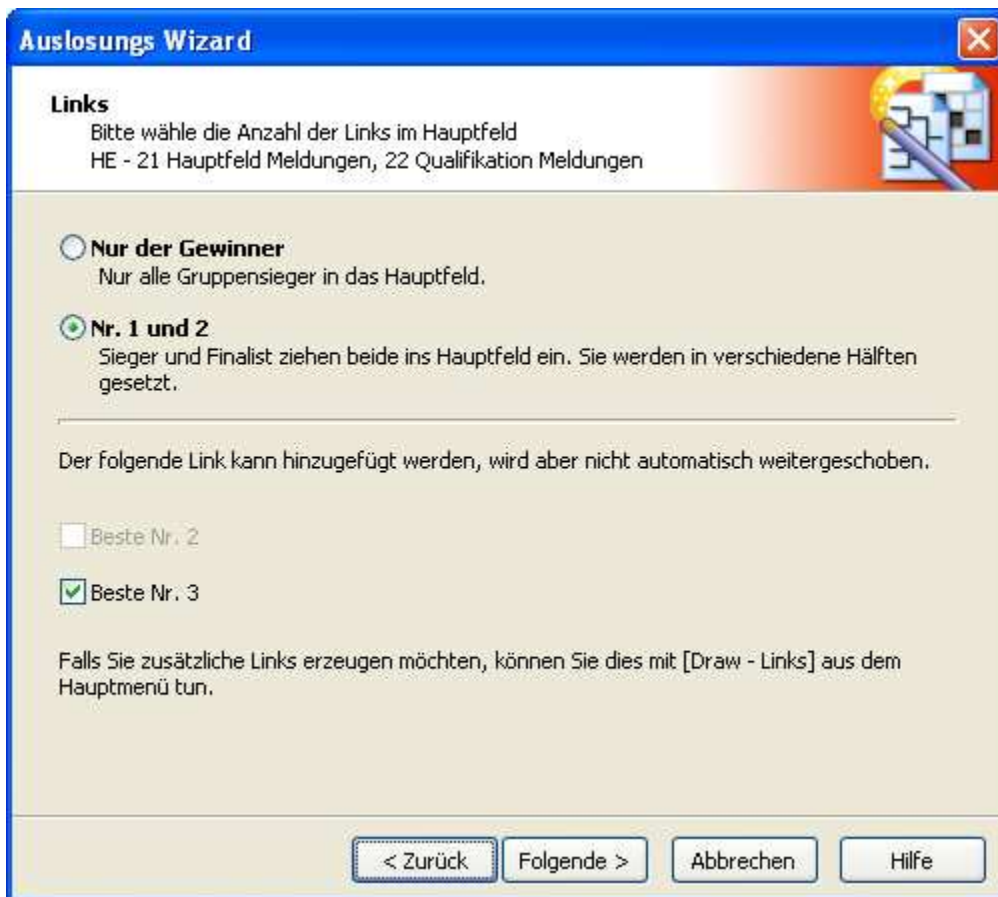 Auslosungs Wizard
Links
Bitte wähle die Anzahl der Links im Hauptfeld
HE - 21 Hauptfeld Meldungen, 22 Qualifikation Meldungen
Nur der Gewinner
Nur alle Gruppensieger in das Hauptfeld.
Nr. 1 und 2
Sieger und Finalist ziehen beide ins Hauptfeld ein. Sie werden in verschiedene Hälften
gesetzt.
Der folgende Link kann hinzugefügt werden, wird aber nicht automatisch weitergeschoben.
Beste Nr. 2
Beste Nr. 3
Falls Sie zusätzliche Links erzeugen möchten, können Sie dies mit [Draw - Links] aus dem
Hauptmenü tun.
< Zurück Folgende > Abbrechen Hilfe